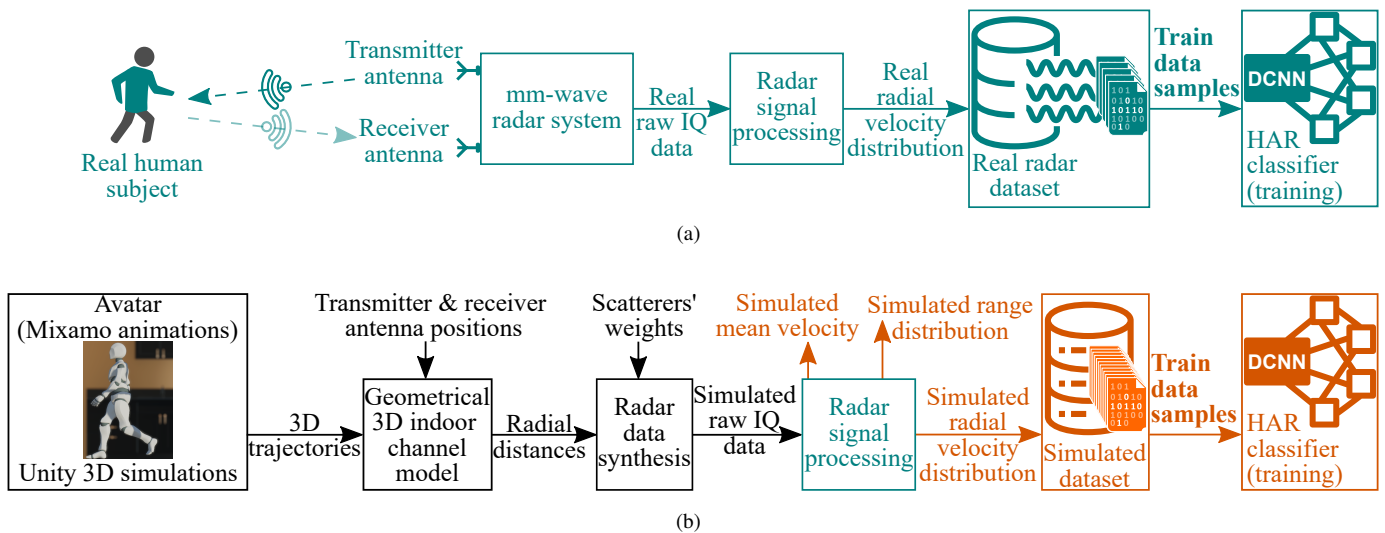 Transmitter
antenna
Receiver
antenna
Real human
subject
mm-wave
radar system
Real
raw IQ
data
Radar
signal
processing
Real
radial
velocity
distribution
101
01010
10110
10100
010
Real radar
dataset
Train
data
samples
DCNN
HAR
classifier
(training)
(a)
Avatar
(Mixamo animations)
Unity 3D simulations
3D
trajectories
Transmitter & receiver
antenna positions
Geometrical
3D indoor
channel
model
Radial
distances
Scatterers'
weights
Radar
data
synthesis
Simulated
raw IQ
data
Simulated
mean velocity
Simulated range
distribution
Radar
signal
processing
Simulated
radial
velocity
distribution
101
01010
10110
10100
010
Simulated
dataset
Train
data
samples
DCNN
HAR
classifier
(training)
(b)